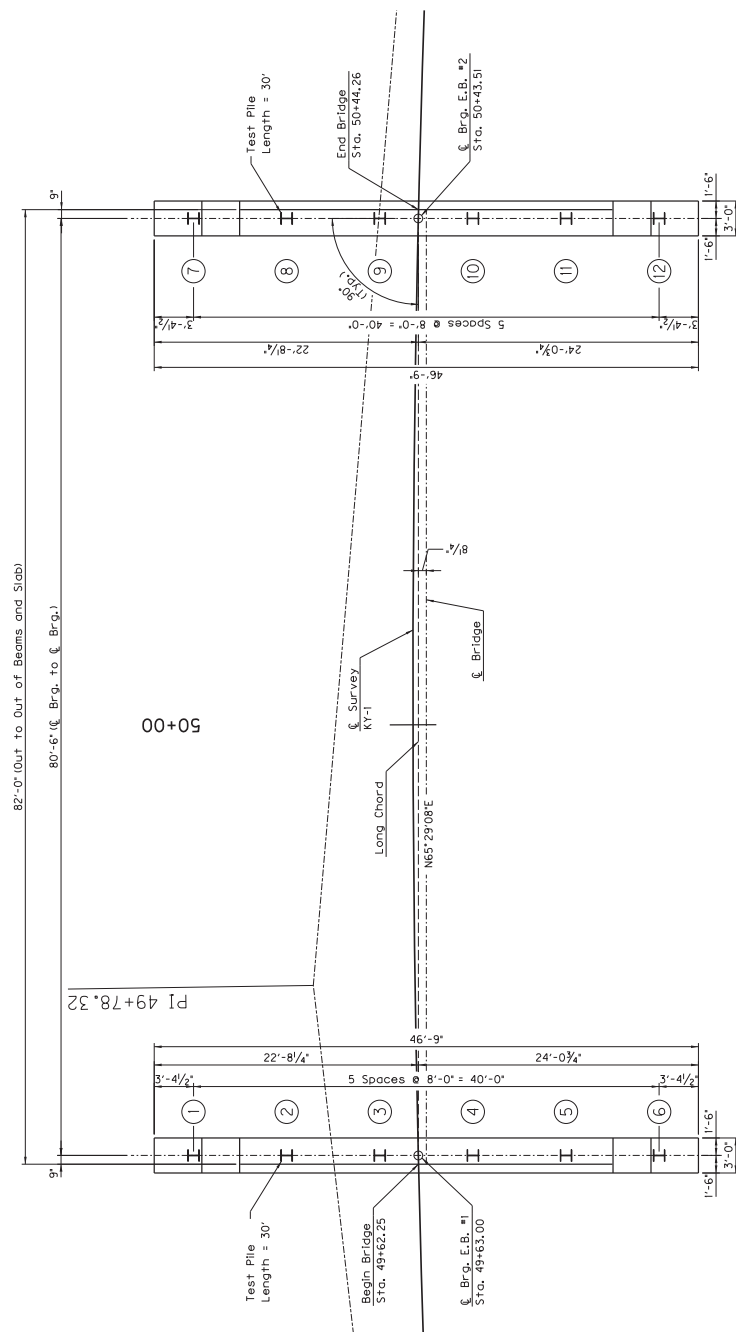 82'-0" (Out to Out of Beams and Slab)
9"
9"
80'-6" (℄ Brg. to ℄ Brg.)
50+00
PI 49+78.32
Test Pile
Length = 30'
Begin Bridge
Sta. 49+62.25
℄ Brg. E.B. #1
Sta. 49+63.00
1'-6"
1'-6"
3'-0"
1
2
3
4
5
6
3'-4½"
5 Spaces @ 8'-0" = 40'-0"
3'-4½"
22'-8¼"
24'-0¾"
46'-9"
Long Chord
℄ Survey
KY-1
N65° 29'08"E
8¼"
℄ Bridge
46'-9"
22'-8¼"
24'-0¾"
3'-4½"
5 Spaces @ 8'-0" = 40'-0"
3'-4½"
90°
(Typ.)
7
8
9
10
11
12
Test Pile
Length = 30'
End Bridge
Sta. 50+44.26
℄ Brg. E.B. #2
Sta. 50+43.51
1'-6"
1'-6"
3'-0"